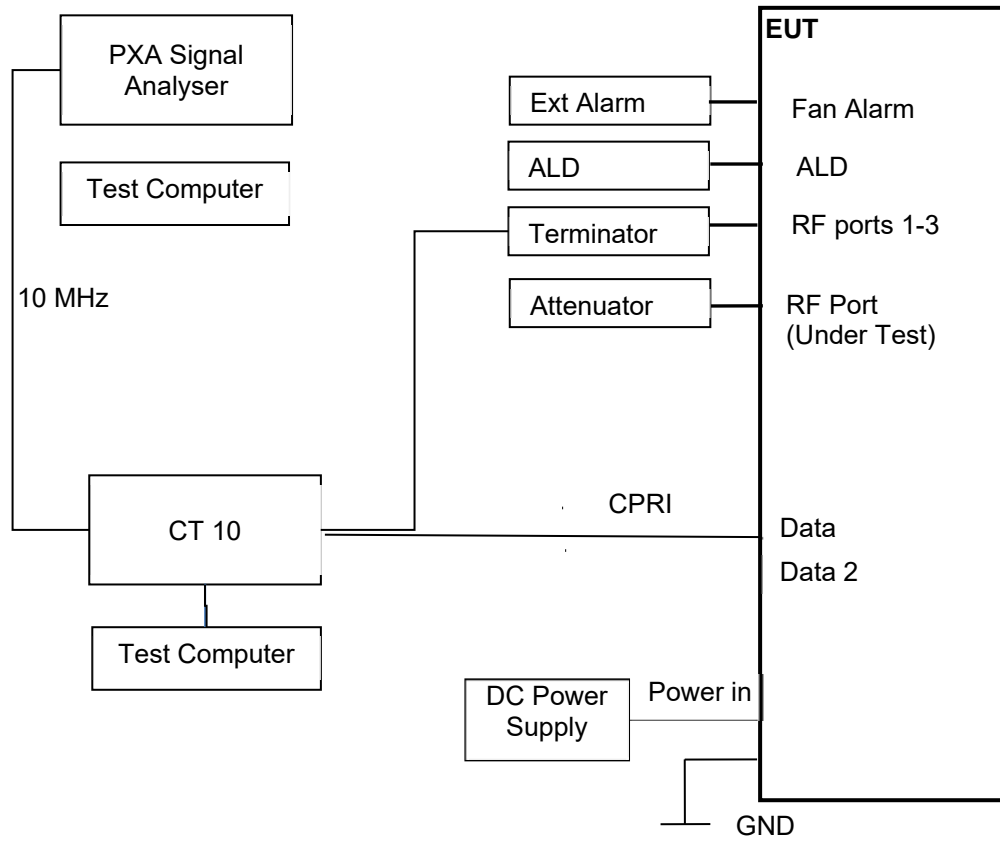 EUT
PXA Signal
Analyser
Ext Alarm
Fan Alarm
ALD
ALD
Test Computer
Terminator
RF ports 1-3
10 MHz
Attenuator
RF Port
(Under Test)
CPRI
CT 10
Data
Data 2
Test Computer
DC Power
Supply
Power in
GND